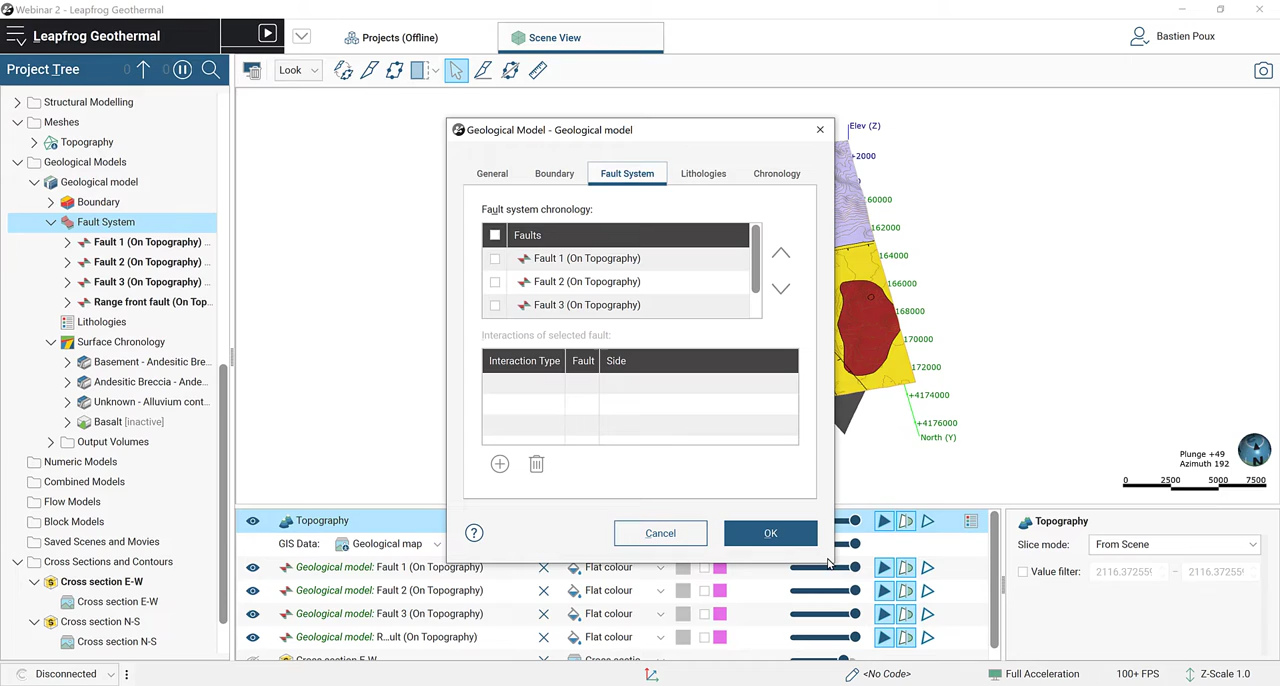 Webinar 2 - Leapfrog Geothermal
Leapfrog Geothermal
Projects (Offline)
Scene View
Bastien Poux
Project Tree
0
0
Look
Structural Modelling
Meshes
Topography
Geological Models
Geological model
Boundary
Fault System
Fault 1 (On Topography) ...
Fault 2 (On Topography) ...
Fault 3 (On Topography) ...
Range front fault (On Top...
Lithologies
Surface Chronology
Basement - Andesitic Bre...
Andesitic Breccia - Ande...
Unknown - Alluvium cont...
Basalt [inactive]
Output Volumes
Numeric Models
Combined Models
Flow Models
Block Models
Saved Scenes and Movies
Cross Sections and Contours
Cross section E-W
Cross section E-W
Cross section N-S
Cross section N-S
Geological Model - Geological model
General
Boundary
Fault System
Lithologies
Chronology
Fault system chronology:
Faults
Fault 1 (On Topography)
Fault 2 (On Topography)
Fault 3 (On Topography)
Interactions of selected fault:
Interaction Type
Fault
Side
Cancel
OK
Elev (Z)
+2000
60000
162000
164000
166000
168000
170000
172000
+4174000
+4176000
North (Y)
Plunge +49
Azimuth 192
0
2500
5000
7500
Topography
GIS Data:
Geological map
Geological model: Fault 1 (On Topography)
Flat colour
Geological model: Fault 2 (On Topography)
Flat colour
Geological model: Fault 3 (On Topography)
Flat colour
Geological model: R...ult (On Topography)
Flat colour
Cross section E-W
Cross sectio...
Topography
Slice mode:
From Scene
Value filter:
2116.372559
-
2116.372559
Disconnected
<No Code>
Full Acceleration
100+ FPS
Z-Scale 1.0